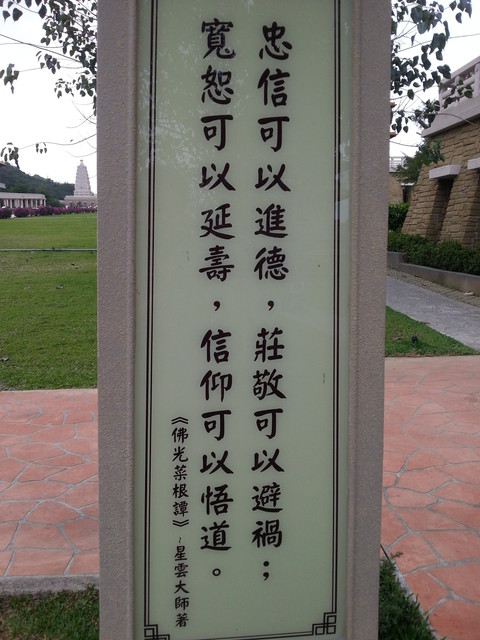 忠信可以進德，莊敬可以避禍；
寬恕可以延壽，信仰可以悟道。
《佛光菜根譚》~星雲大師著